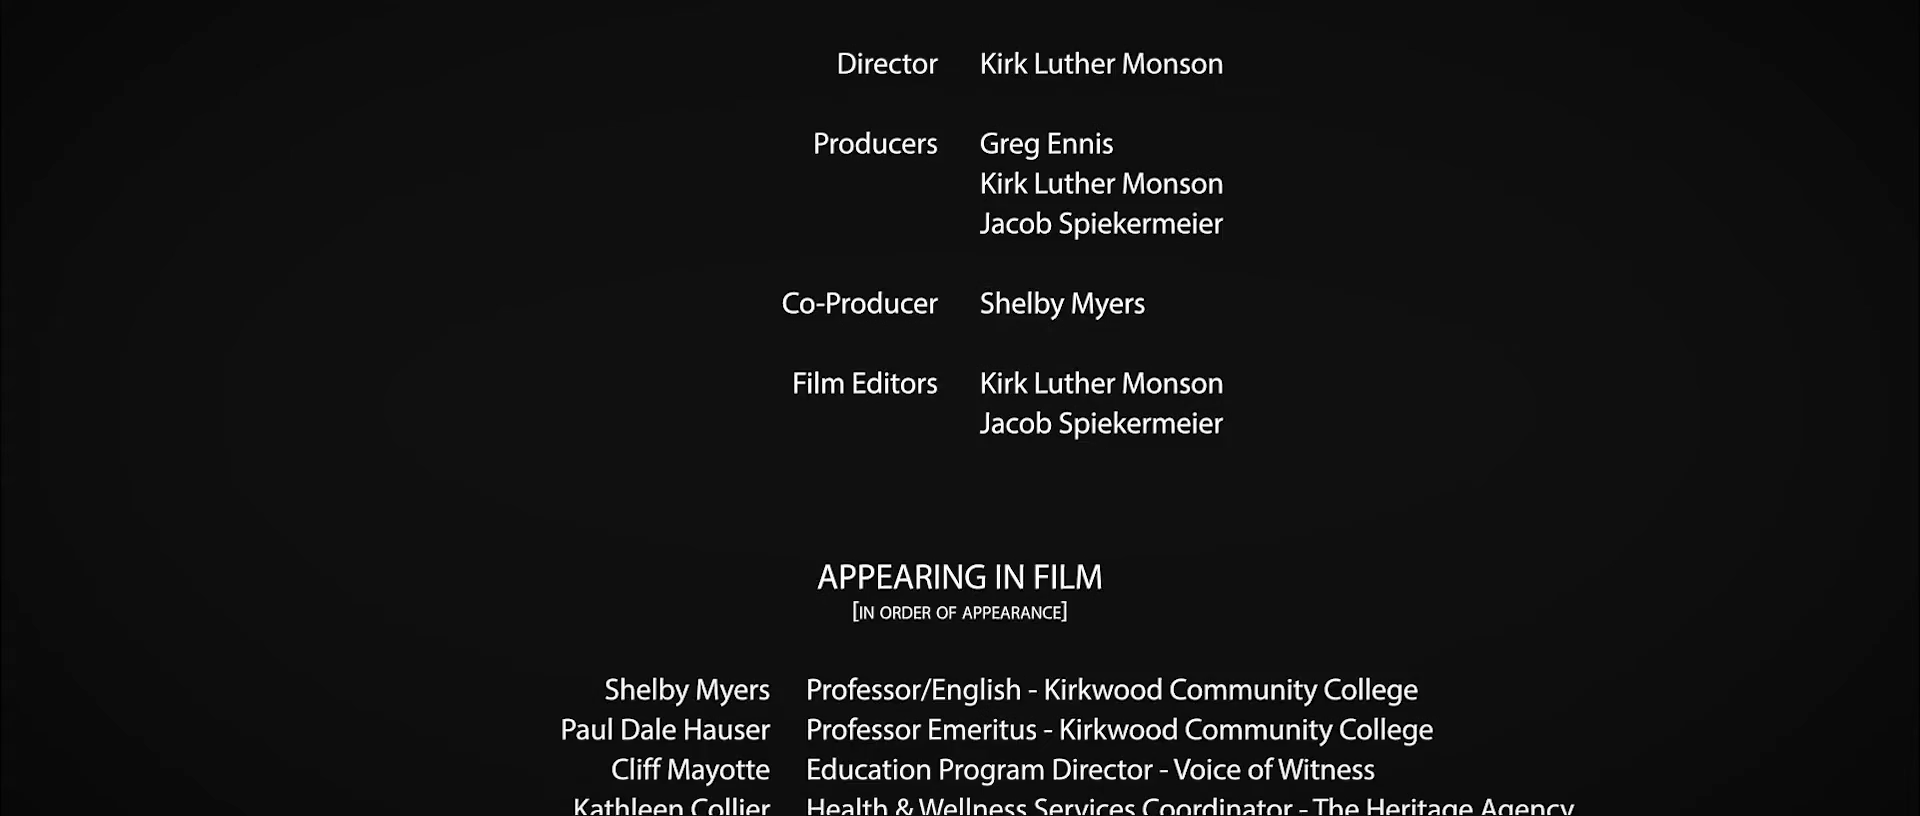 Director Kirk Luther Monson
Producers Greg Ennis
Kirk Luther Monson
Jacob Spiekermeier
Co-Producer Shelby Myers
Film Editors Kirk Luther Monson
Jacob Spiekermeier
APPEARING IN FILM
[IN ORDER OF APPEARANCE]
Shelby Myers Professor/English - Kirkwood Community College
Paul Dale Hauser Professor Emeritus - Kirkwood Community College
Cliff Mayotte Education Program Director - Voice of Witness
Kathleen Collier Health & Wellness Services Coordinator - The Heritage Agency